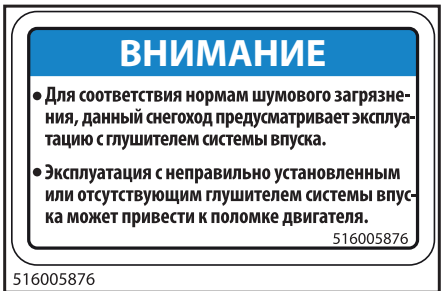 ВНИМАНИЕ
• Для соответствия нормам шумового загрязне-
ния, данный снегоход предусматривает эксплуа-
тацию с глушителем системы впуска.
• Эксплуатация с неправильно установленным
или отсутствующим глушителем системы впус-
ка может привести к поломке двигателя.
516005876
516005876